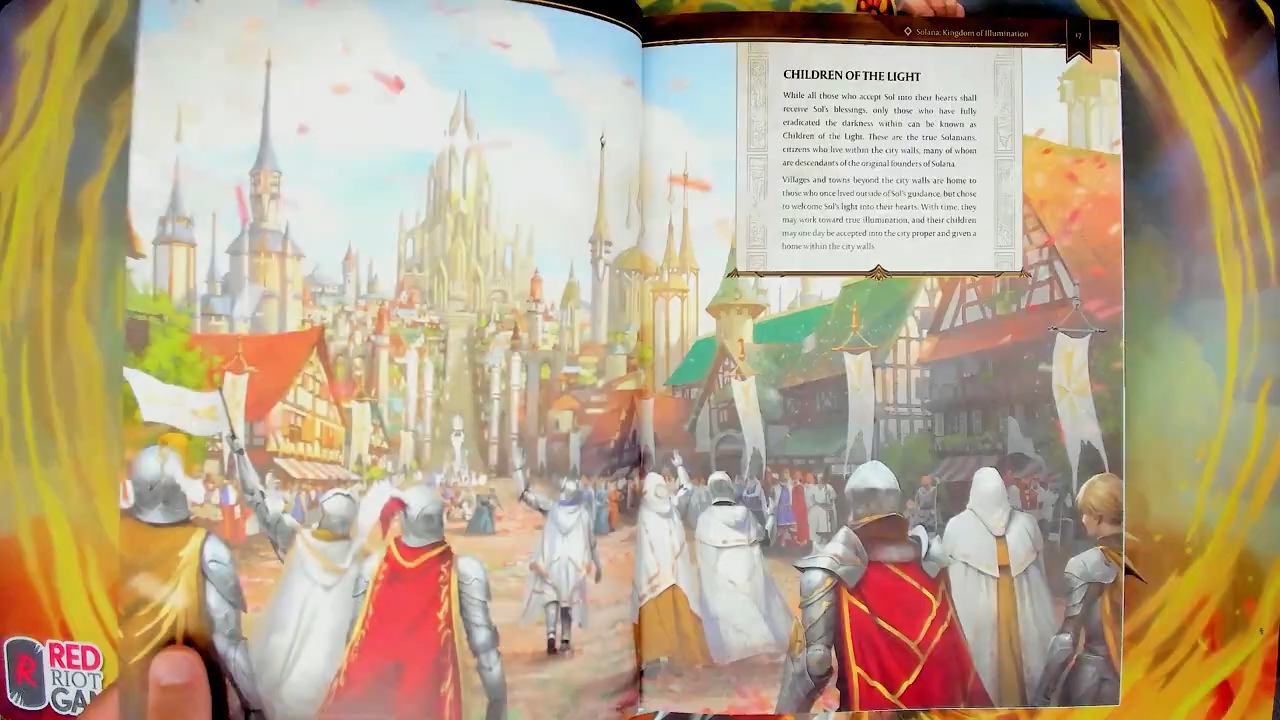 Solana: Kingdom of Illumination
17
CHILDREN OF THE LIGHT
While all those who accept Sol into their hearts shall
receive Sol's blessings, only those who have fully
eradicated the darkness within can be known as
Children of the Light. These are the true Solanians,
citizens who live within the city walls, many of whom
are descendants of the original founders of Solana.
Villages and towns beyond the city walls are home to
those who once lived outside of Sol's guidance, but chose
to welcome Sol's light into their hearts. With time, they
may work toward true illumination, and their children
may one day be accepted into the city proper and given a
home within the city walls.
RED
RIOT
GA